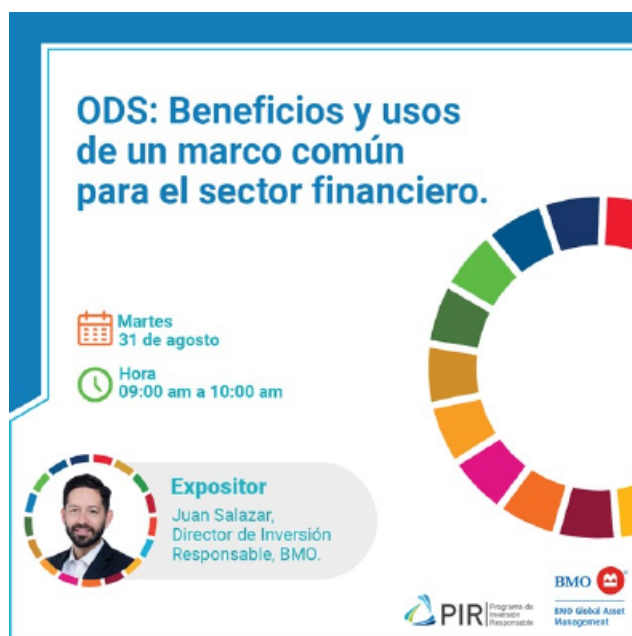 ODS: Beneficios y usos
de un marco común
para el sector financiero.
Martes
31 de agosto
Hora
09:00 am a 10:00 am
Expositor
Juan Salazar,
Director de Inversión
Responsable, BMO.
PIR
Programa de
Inversión
Responsable
BMO
BMO Global Asset
Management